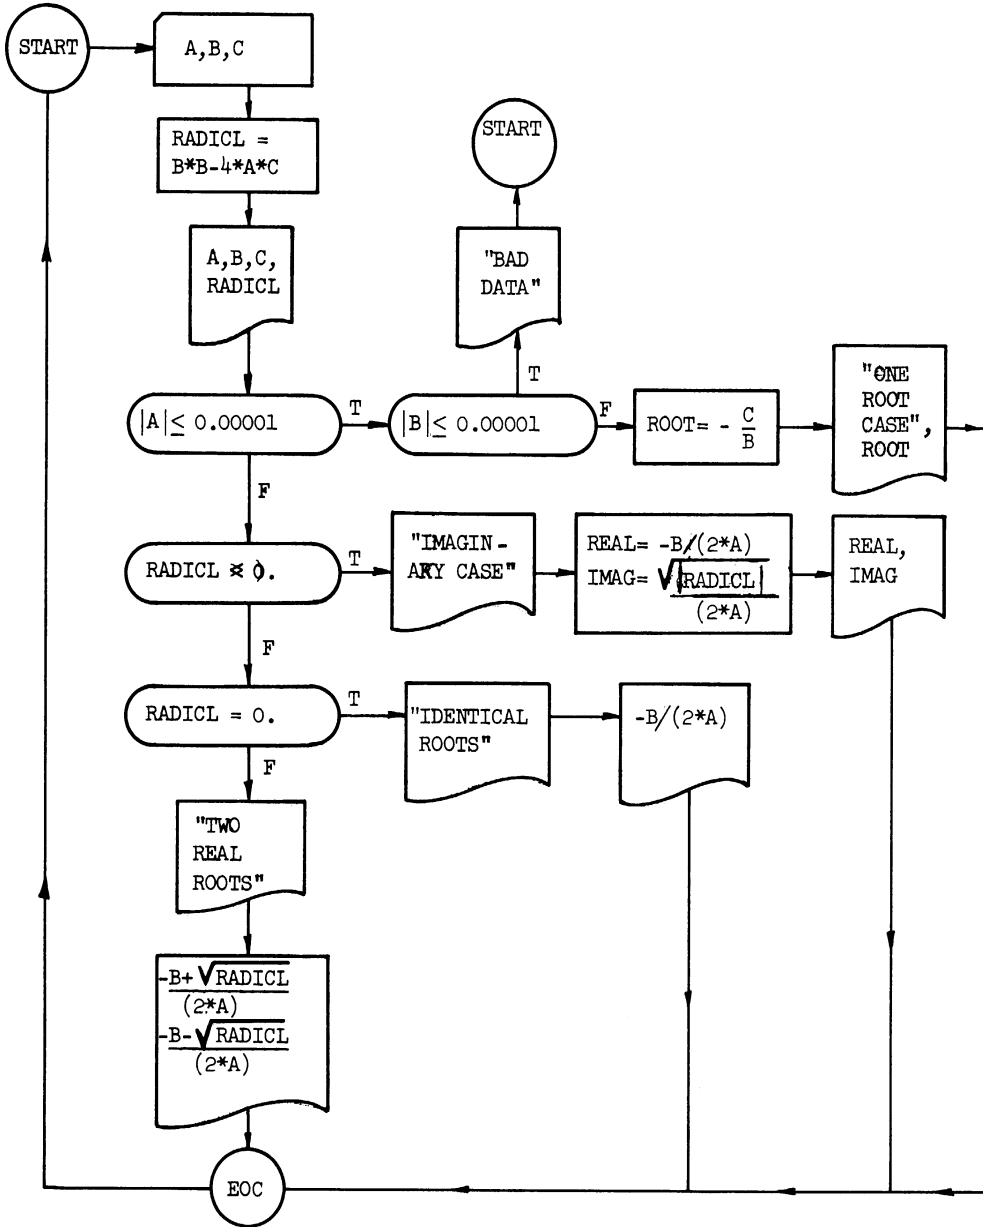 START
A,B,C
RADICL =
B*B-4*A*C
A,B,C,
RADICL
START
"BAD
DATA"
T
|A|≤ 0.00001
T
|B|≤ 0.00001
F
ROOT= - C/B
"ONE
ROOT
CASE",
ROOT
F
RADICL < 0.
T
"IMAGIN-
ARY CASE"
REAL= -B/(2*A)
IMAG= √|RADICL|
(2*A)
REAL,
IMAG
F
RADICL = 0.
T
"IDENTICAL
ROOTS"
-B/(2*A)
F
"TWO
REAL
ROOTS"
-B+ √RADICL
(2*A)
-B- √RADICL
(2*A)
EOC